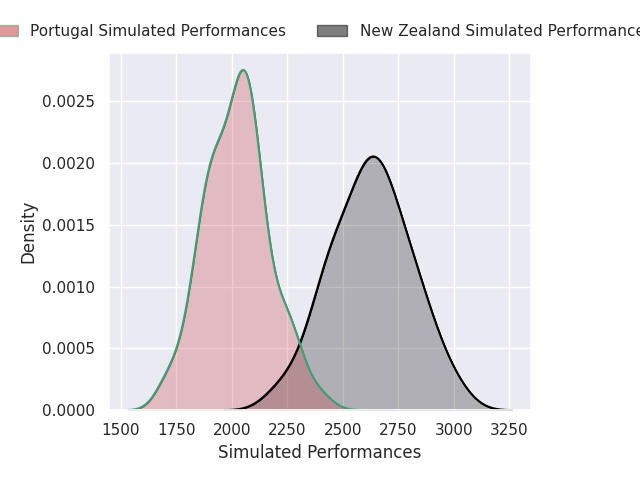 Portugal Simulated Performances New Zealand Simulated Performance
0.0025
0.0020
0.0015
0.0010
0.0005
0.0000
Density
1500 1750 2000 2250 2500 2750 3000 3250
Simulated Performances